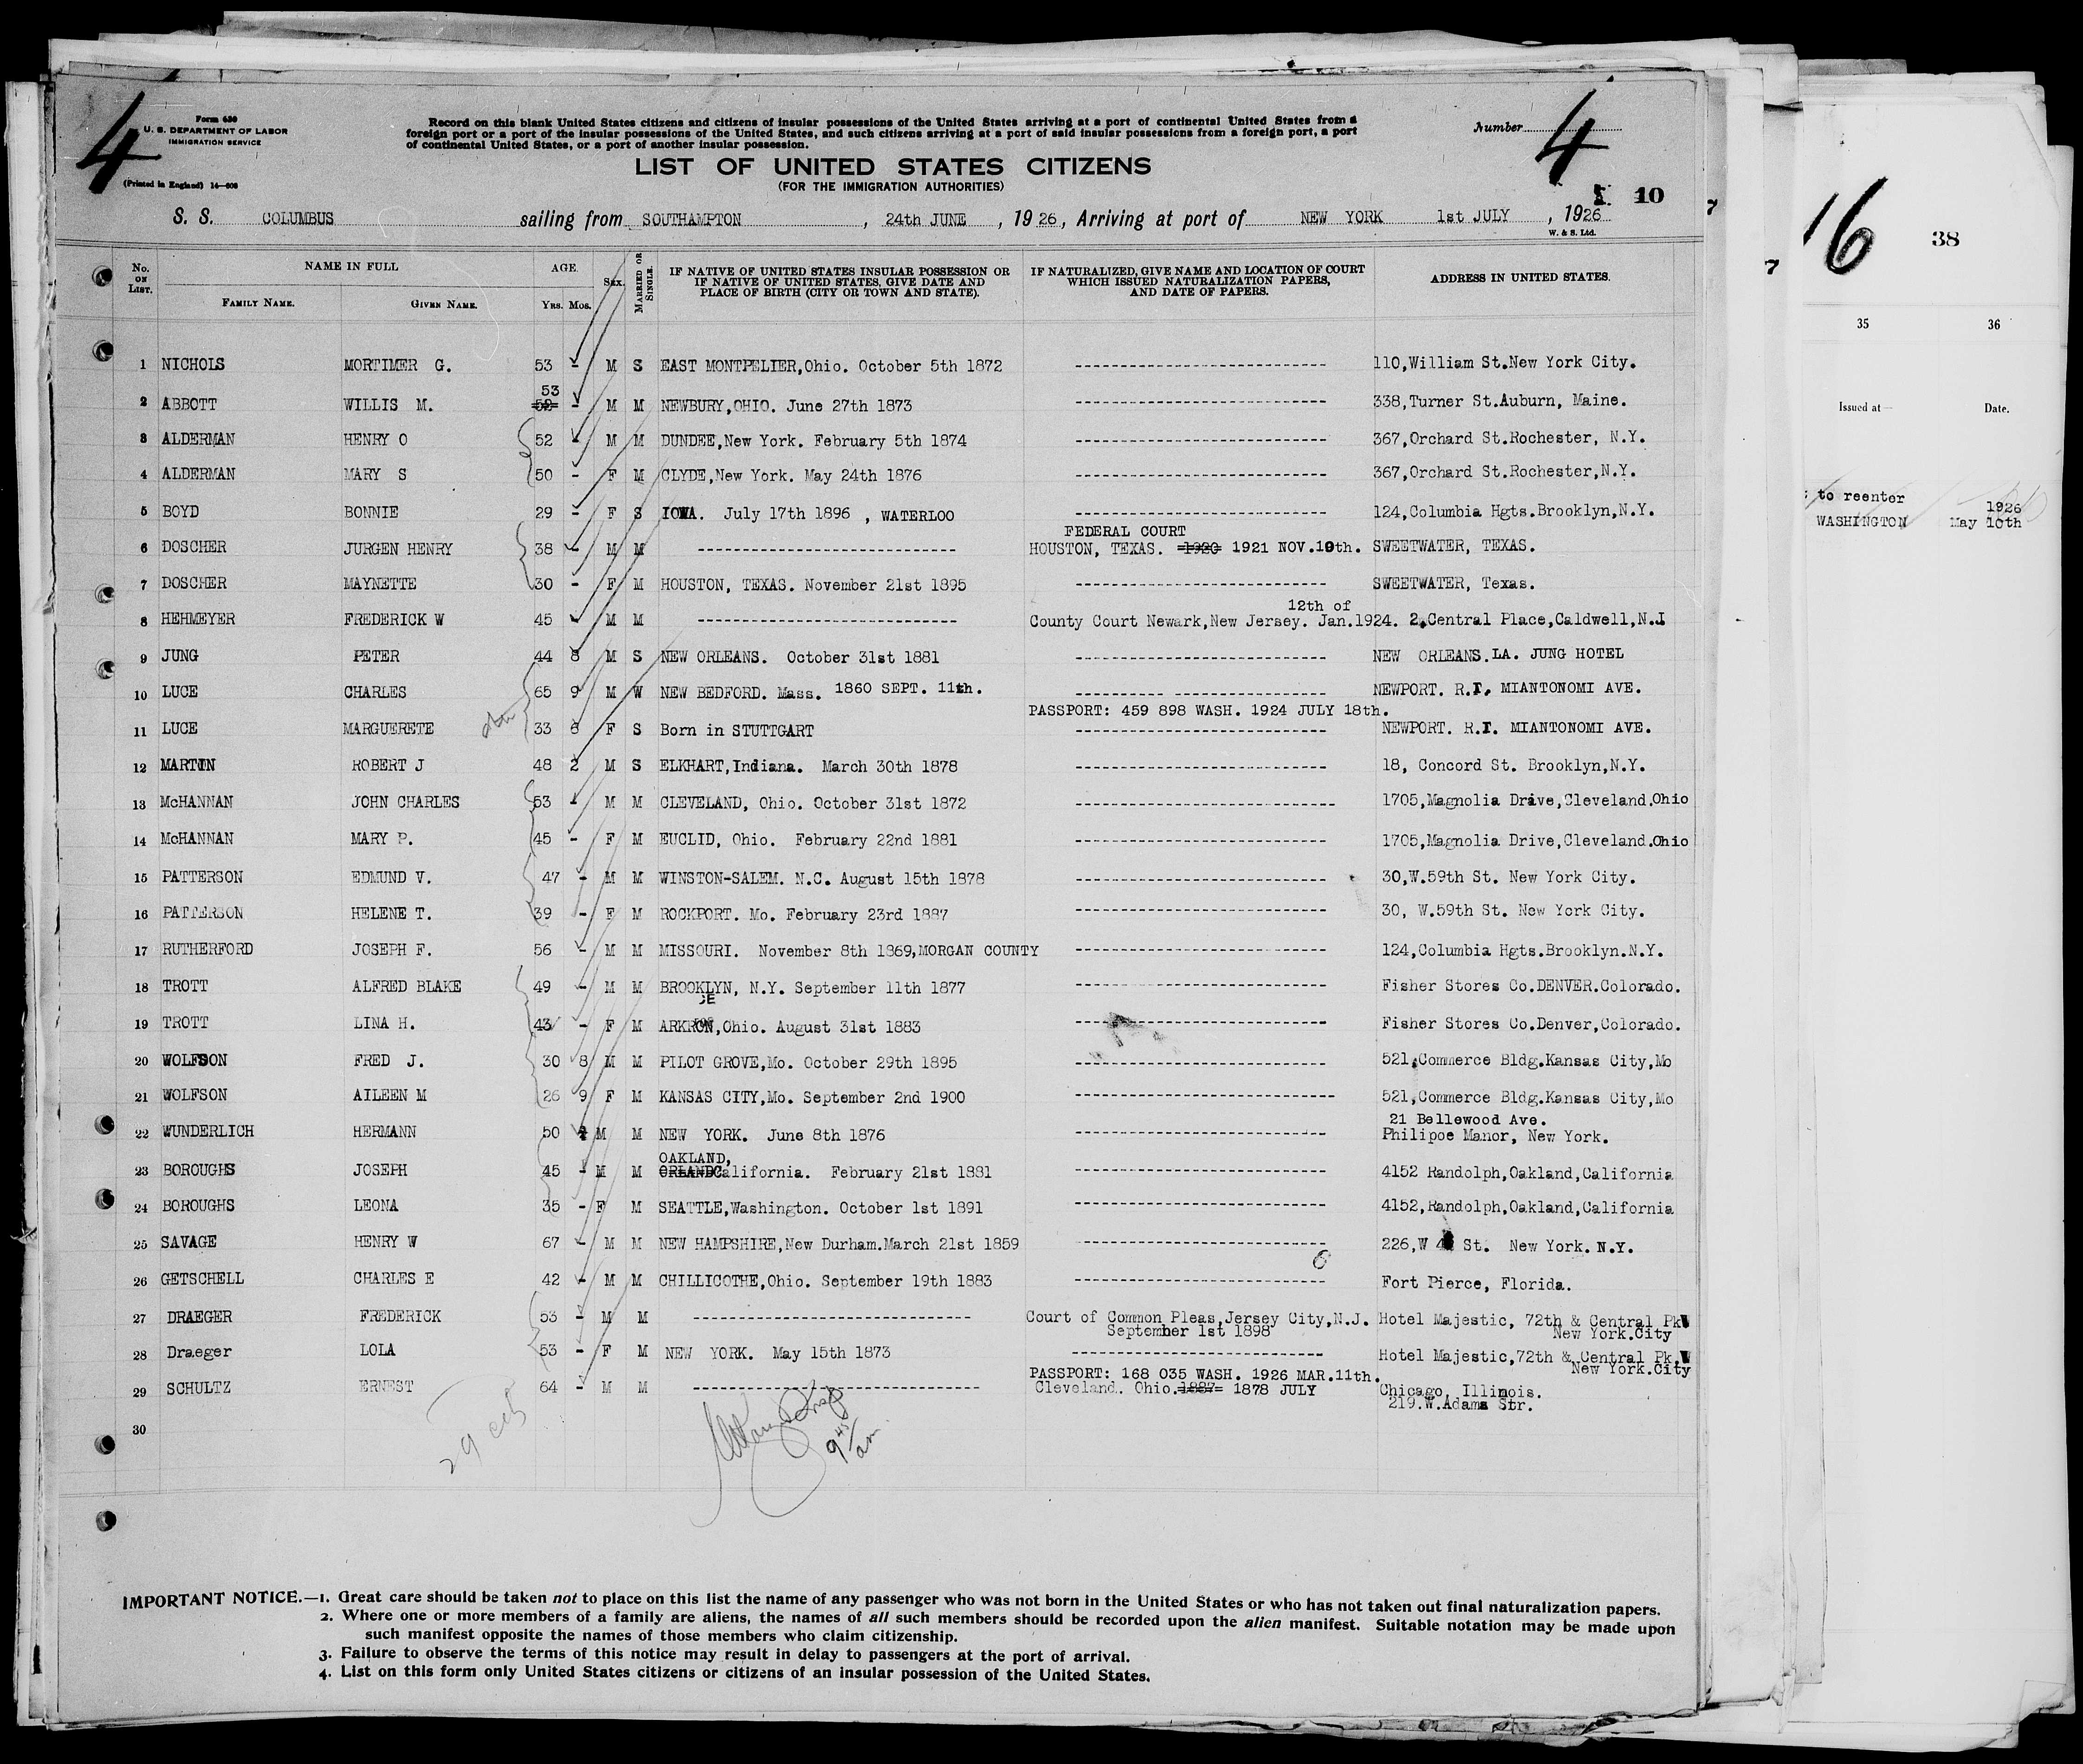 4
Form 630
U. S. DEPARTMENT OF LABOR
IMMIGRATION SERVICE
(Printed in England) 14—606
Record on this blank United States citizens and citizens of insular possessions of the United States arriving at a port of continental United States from a
foreign port or a port of the insular possessions of the United States, and such citizens arriving at a port of said insular possessions from a foreign port, a port
of continental United States, or a port of another insular possession.
Number
4
LIST OF UNITED STATES CITIZENS
(FOR THE IMMIGRATION AUTHORITIES)
10
S. S. COLUMBUS sailing from SOUTHAMPTON, 24th JUNE, 1926, Arriving at port of NEW YORK 1st JULY, 1926
W. & S. Ltd.
No. ON LIST.
NAME IN FULL
FAMILY NAME.
GIVEN NAME.
AGE.
YRS. MOS.
SEX.
MARRIED OR SINGLE.
IF NATIVE OF UNITED STATES INSULAR POSSESSION OR
IF NATIVE OF UNITED STATES, GIVE DATE AND
PLACE OF BIRTH (CITY OR TOWN AND STATE).
IF NATURALIZED, GIVE NAME AND LOCATION OF COURT
WHICH ISSUED NATURALIZATION PAPERS,
AND DATE OF PAPERS.
ADDRESS IN UNITED STATES.
1 NICHOLS MORTIMER G. 53 - M S EAST MONTPELIER,Ohio. October 5th 1872 -------------------------- 110,William St.New York City.
53
2 ABBOTT WILLIS M. - M M NEWBURY,OHIO. June 27th 1873 -------------------------- 338,Turner St.Auburn, Maine.
3 ALDERMAN HENRY O 52 - M M DUNDEE,New York. February 5th 1874 -------------------------- 367,Orchard St.Rochester, N.Y.
4 ALDERMAN MARY S 50 - F M CLYDE,New York. May 24th 1876 -------------------------- 367,Orchard St.Rochester,N.Y.
5 BOYD BONNIE 29 - F S IOWA. July 17th 1896 , WATERLOO -------------------------- 124,Columbia Hgts.Brooklyn,N.Y.
FEDERAL COURT
6 DOSCHER JURGEN HENRY 38 - M M --------------------------- HOUSTON, TEXAS. 1920 1921 NOV.10th. SWEETWATER, TEXAS.
7 DOSCHER MAYNETTE 30 - F M HOUSTON, TEXAS. November 21st 1895 -------------------------- SWEETWATER, Texas.
12th of
8 HEHMEYER FREDERICK W 45 - M M --------------------------- County Court Newark,New Jersey. Jan.1924. 2,Central Place,Caldwell,N.J
9 JUNG PETER 44 8 M S NEW ORLEANS. October 31st 1881 -------------------------- NEW ORLEANS.LA. JUNG HOTEL
10 LUCE CHARLES 65 9 M W NEW BEDFORD. Mass. 1860 SEPT. 11th. -------------------------- NEWPORT. R.I. MIANTONOMI AVE.
PASSPORT: 459 898 WASH. 1924 JULY 18th.
11 LUCE MARGUERETE 33 6 F S Born in STUTTGART -------------------------- NEWPORT. R.I. MIANTONOMI AVE.
12 MARTIN ROBERT J 48 2 M S ELKHART,Indiana. March 30th 1878 -------------------------- 18, Concord St. Brooklyn,N.Y.
13 McHANNAN JOHN CHARLES 53 - M M CLEVELAND, Ohio. October 31st 1872 --------------------------- 1705,Magnolia Drive,Cleveland.Ohio
14 McHANNAN MARY P. 45 - F M EUCLID, Ohio. February 22nd 1881 -------------------------- 1705,Magnolia Drive,Cleveland.Ohio
15 PATTERSON EDMUND V. 47 - M M WINSTON-SALEM. N.C. August 15th 1878 -------------------------- 30,W.59th St. New York City.
16 PATTERSON HELENE T. 39 - F M ROCKPORT. Mo. February 23rd 1887 -------------------------- 30, W.59th St. New York City.
17 RUTHERFORD JOSEPH F. 56 - M M MISSOURI. November 8th 1869,MORGAN COUNTY -------------------------- 124,Columbia Hgts.Brooklyn.N.Y.
18 TROTT ALFRED BLAKE 49 - M M BROOKLYN, N.Y. September 11th 1877 -------------------------- Fisher Stores Co.DENVER.Colorado.
19 TROTT LINA H. 43 - F M ARKRON,Ohio. August 31st 1883 -------------------------- Fisher Stores Co.Denver,Colorado.
20 WOLFSON FRED J. 30 8 M M PILOT GROVE,Mo. October 29th 1895 -------------------------- 521,Commerce Bldg.Kansas City,Mo
21 WOLFSON AILEEN M 26 9 F M KANSAS CITY,Mo. September 2nd 1900 --------------------------- 521,Commerce Bldg.Kansas City,Mo
21 Bellewood Ave.
22 WUNDERLICH HERMANN 50 M M NEW YORK. June 8th 1876 -------------------------- Philipoe Manor, New York.
OAKLAND,
23 BOROUGHS JOSEPH 45 - M M ORLANDO California. February 21st 1881 -------------------------- 4152 Randolph,Oakland,California
24 BOROUGHS LEONA 35 - F M SEATTLE,Washington. October 1st 1891 -------------------------- 4152,Randolph,Oakland,California
25 SAVAGE HENRY W 67 - M M NEW HAMPSHIRE,New Durham.March 21st 1859 -------------------------- 226,W St. New York. N.Y.
26 GETSCHELL CHARLES E 42 - M M CHILLICOTHE,Ohio. September 19th 1883 -------------------------- Fort Pierce, Florida.
27 DRAEGER FREDERICK 53 - M M ----------------------------- Court of Common Pleas,Jersey City,N.J. Hotel Majestic, 72th & Central Pk W
September 1st 1898 New York.City
28 Draeger LOLA 53 - F M NEW YORK. May 15th 1873 -------------------------- Hotel Majestic,72th & Central Pk.W
New York.City
PASSPORT: 168 035 WASH. 1926 MAR.11th.
29 SCHULTZ ERNEST 64 - M M ------------------------------ Cleveland. Ohio.1887 1878 JULY Chicago, Illinois.
219.W.Adams Str.
30
9 45/am
IMPORTANT NOTICE.—1. Great care should be taken not to place on this list the name of any passenger who was not born in the United States or who has not taken out final naturalization papers.
2. Where one or more members of a family are aliens, the names of all such members should be recorded upon the alien manifest. Suitable notation may be made upon
such manifest opposite the names of those members who claim citizenship.
3. Failure to observe the terms of this notice may result in delay to passengers at the port of arrival.
4. List on this form only United States citizens or citizens of an insular possession of the United States.
7
7
16
38
35 36
Issued at— Date.
to reenter
1926
WASHINGTON May 10th